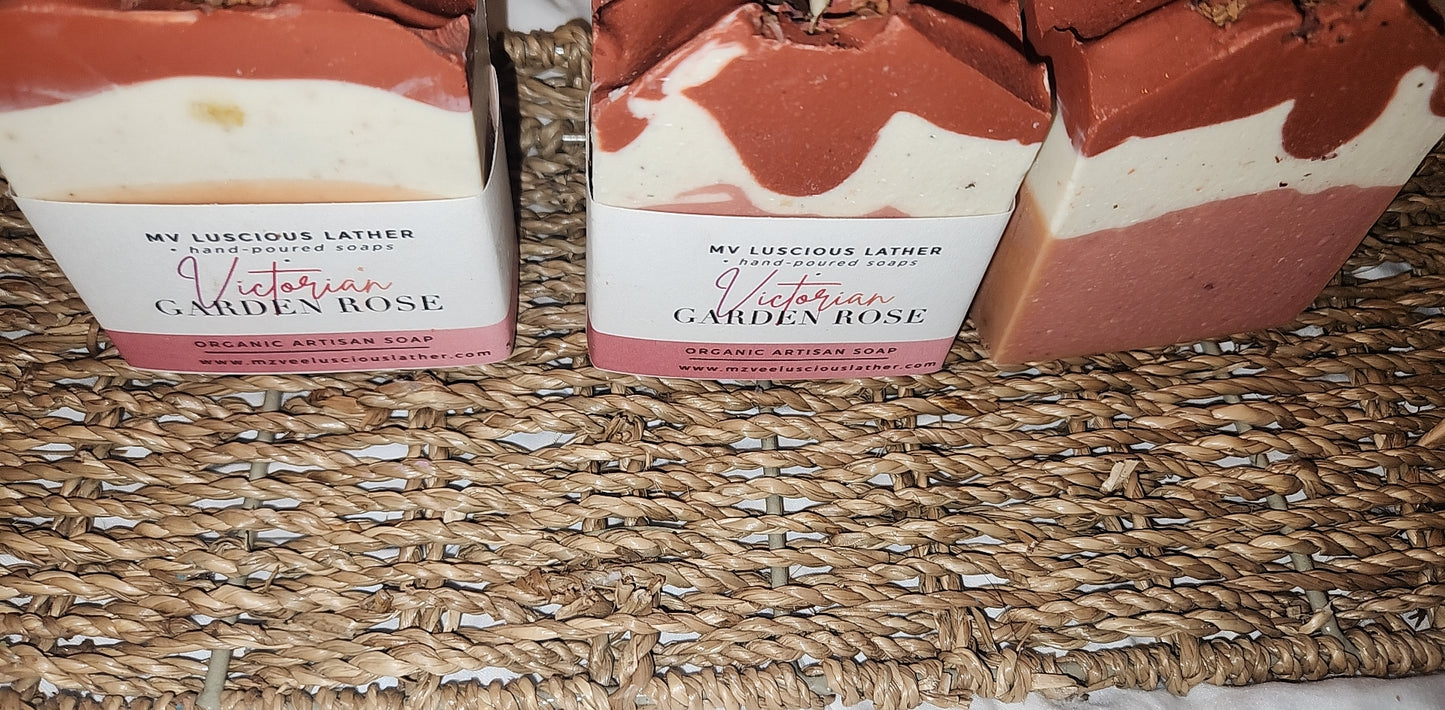 MV LUSCIOUS LATHER
• hand-poured soaps •
Victorian
GARDEN ROSE
ORGANIC ARTISAN SOAP
www.mzveelusciouslather.com
MV LUSCIOUS LATHER
• hand-poured soaps •
Victorian
GARDEN ROSE
ORGANIC ARTISAN SOAP
www.mzveelusciouslather.com